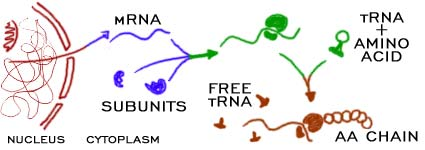 mRNA
tRNA
+
AMINO
ACID
SUBUNITS
FREE
tRNA
AA CHAIN
NUCLEUS
CYTOPLASM